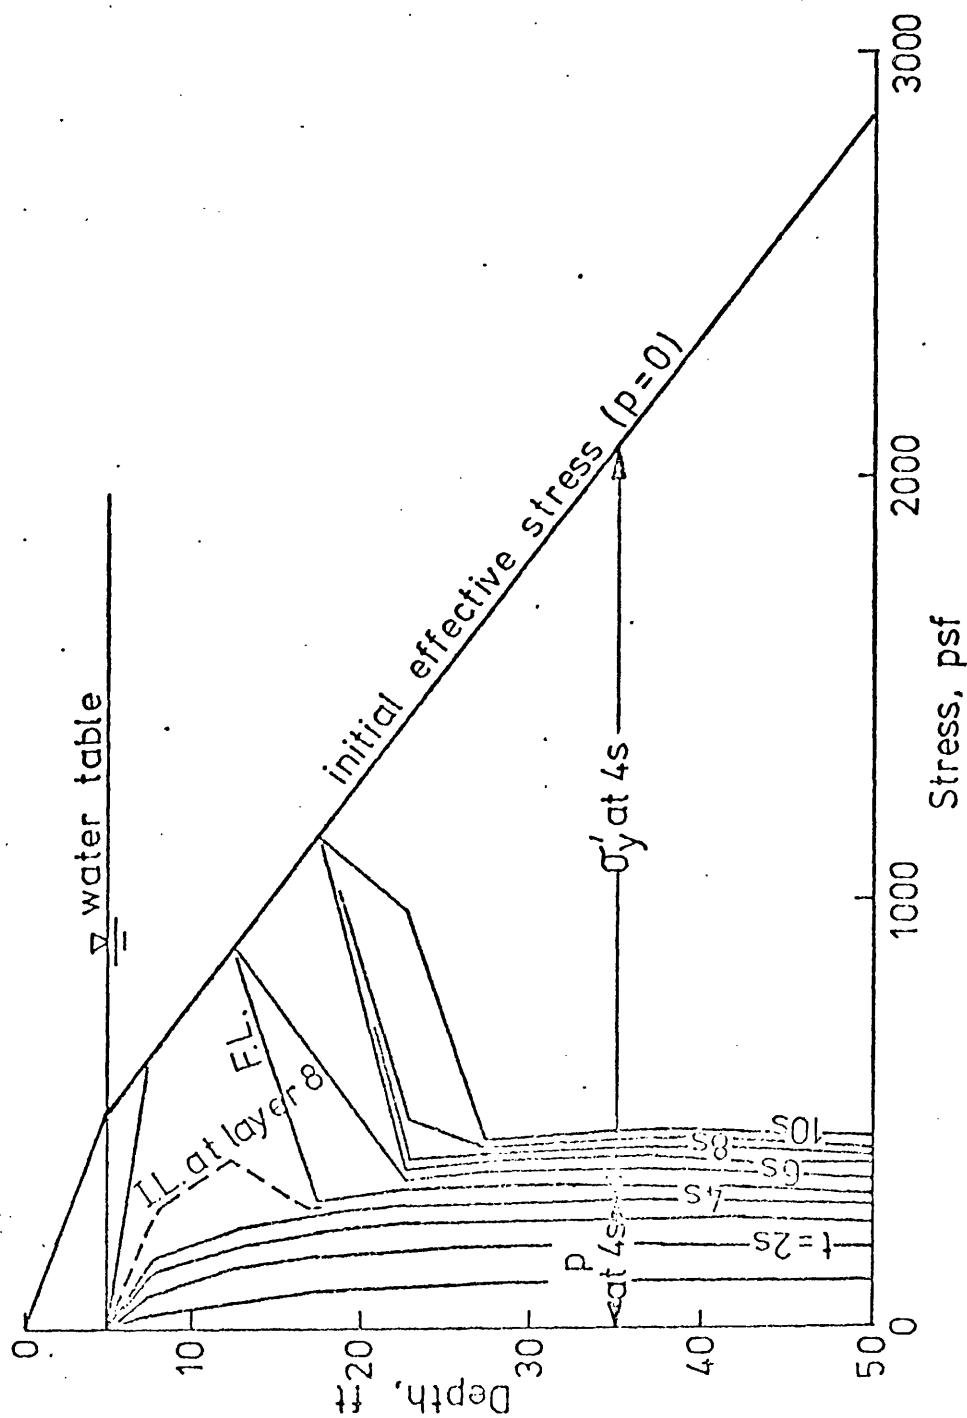 0
10
20
30
40
50
Depth, ft
0
1000
2000
3000
Stress, psf
water table
initial effective stress (p=0)
F.L.
I.L. at layer 8
σ'y at 4s
p
at 4s
t=2s
4s
6s
8s
10s